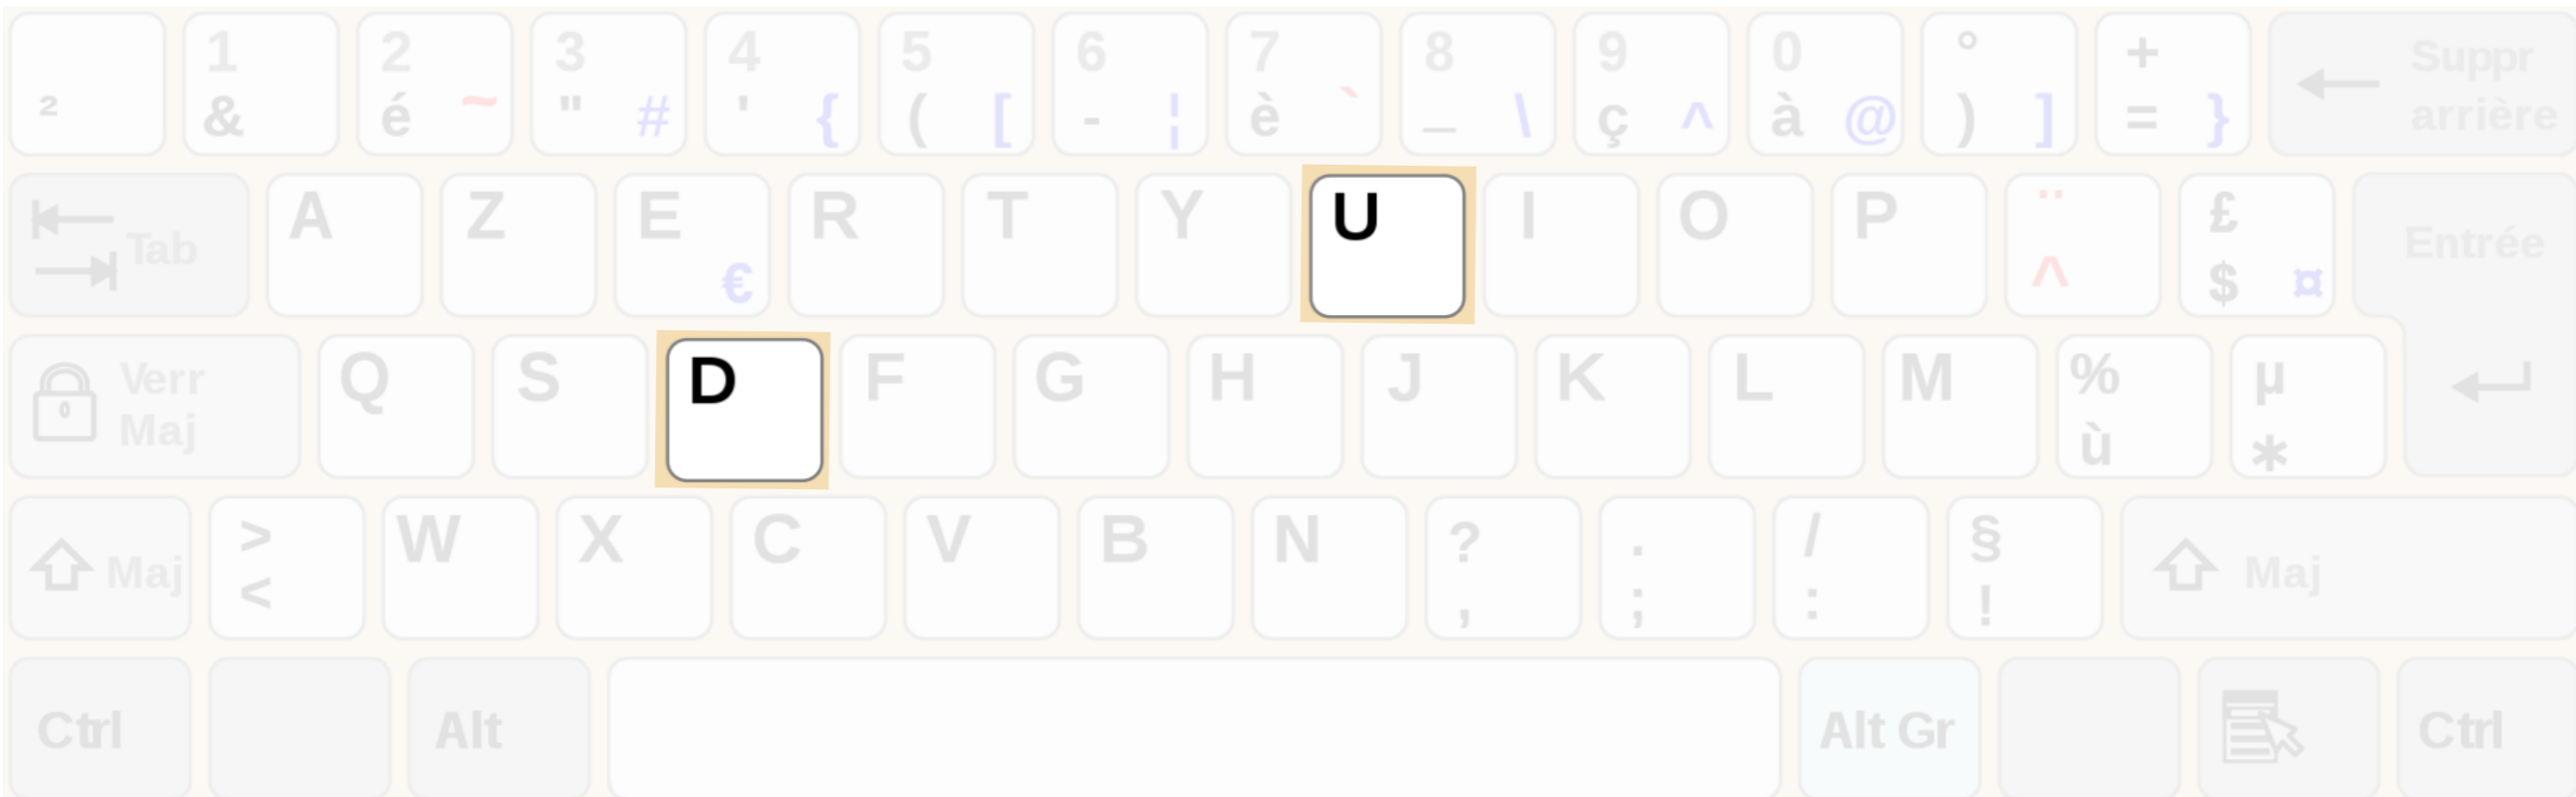 1 2 3 4 5 6 7 8 9 0 ° + Suppr
² & é ~ " # ' { ( [ - ¦ è ` _ \ ç ^ à @ ) ] = } arrière
Tab A Z E R T Y U I O P ¨ £ Entrée
€ ^ $ ¤
Verr Q S D F G H J K L M % µ
Maj ù *
Maj > W X C V B N ? . / § Maj
< , ; : !
Ctrl Alt Alt Gr Ctrl